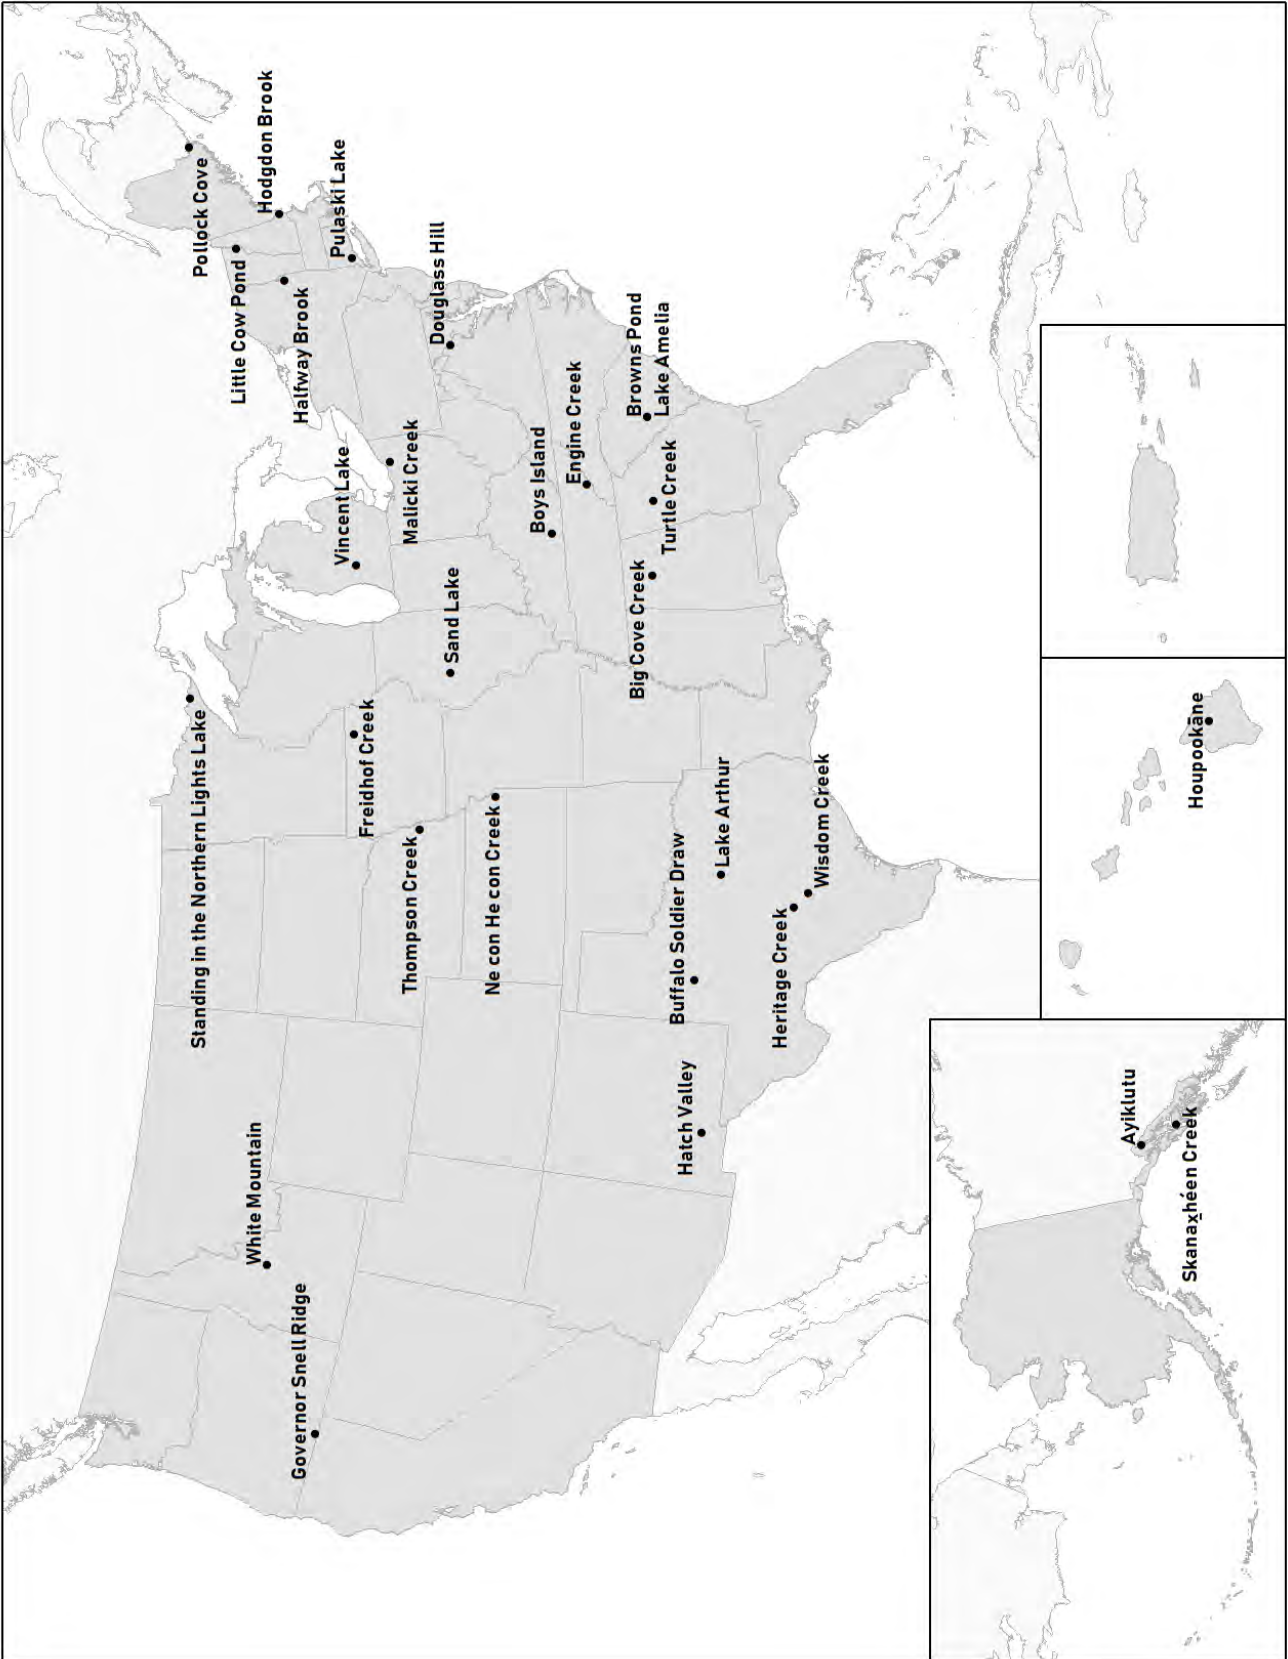 Pollock Cove
Hodgdon Brook
Little Cow Pond
Pulaski Lake
Halfway Brook
Douglass Hill
Standing in the Northern Lights Lake
Vincent Lake
Malicki Creek
Sand Lake
Freidhof Creek
Boys Island
Engine Creek
Browns Pond
Lake Amelia
Turtle Creek
Big Cove Creek
Thompson Creek
Ne con He con Creek
Lake Arthur
Buffalo Soldier Draw
Wisdom Creek
Heritage Creek
Hatch Valley
White Mountain
Governor Snell Ridge
Houpookāne
Ayiklutu
Skanax̱héen Creek